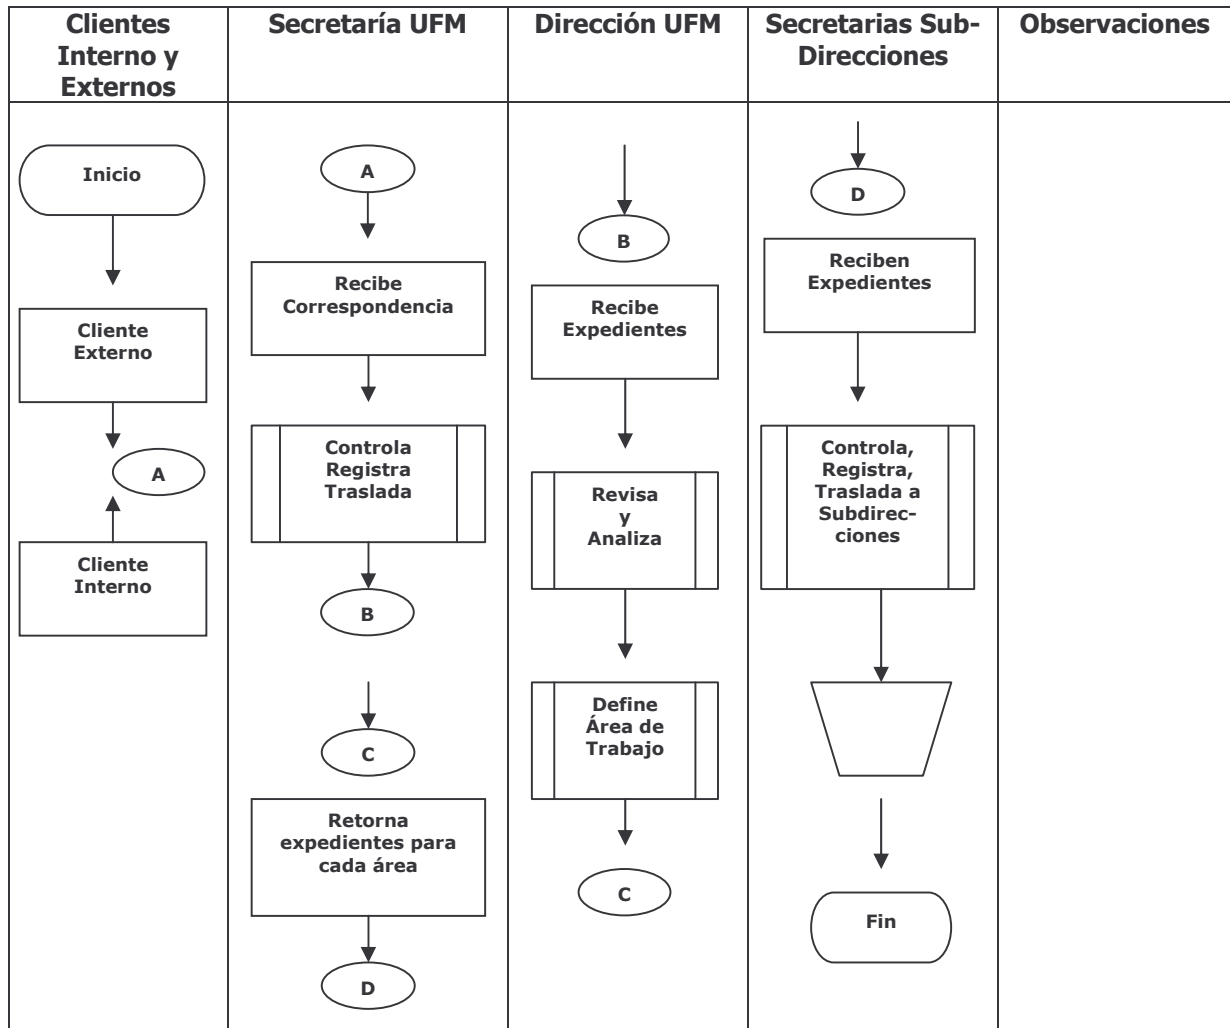 Clientes
Interno y
Externos
Secretaría UFM
Dirección UFM
Secretarias Sub-
Direcciones
Observaciones
Inicio
Cliente
Externo
A
Cliente
Interno
A
Recibe
Correspondencia
Controla
Registra
Traslada
B
C
Retorna
expedientes para
cada área
D
B
Recibe
Expedientes
Revisa
y
Analiza
Define
Área de
Trabajo
C
D
Reciben
Expedientes
Controla,
Registra,
Traslada a
Subdirec-
ciones
Fin